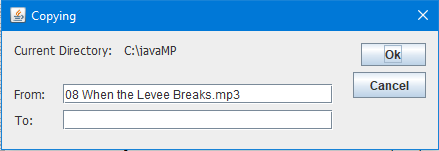 Copying
Current Directory: C:\javaMP
Ok
Cancel
From: 08 When the Levee Breaks.mp3
To: